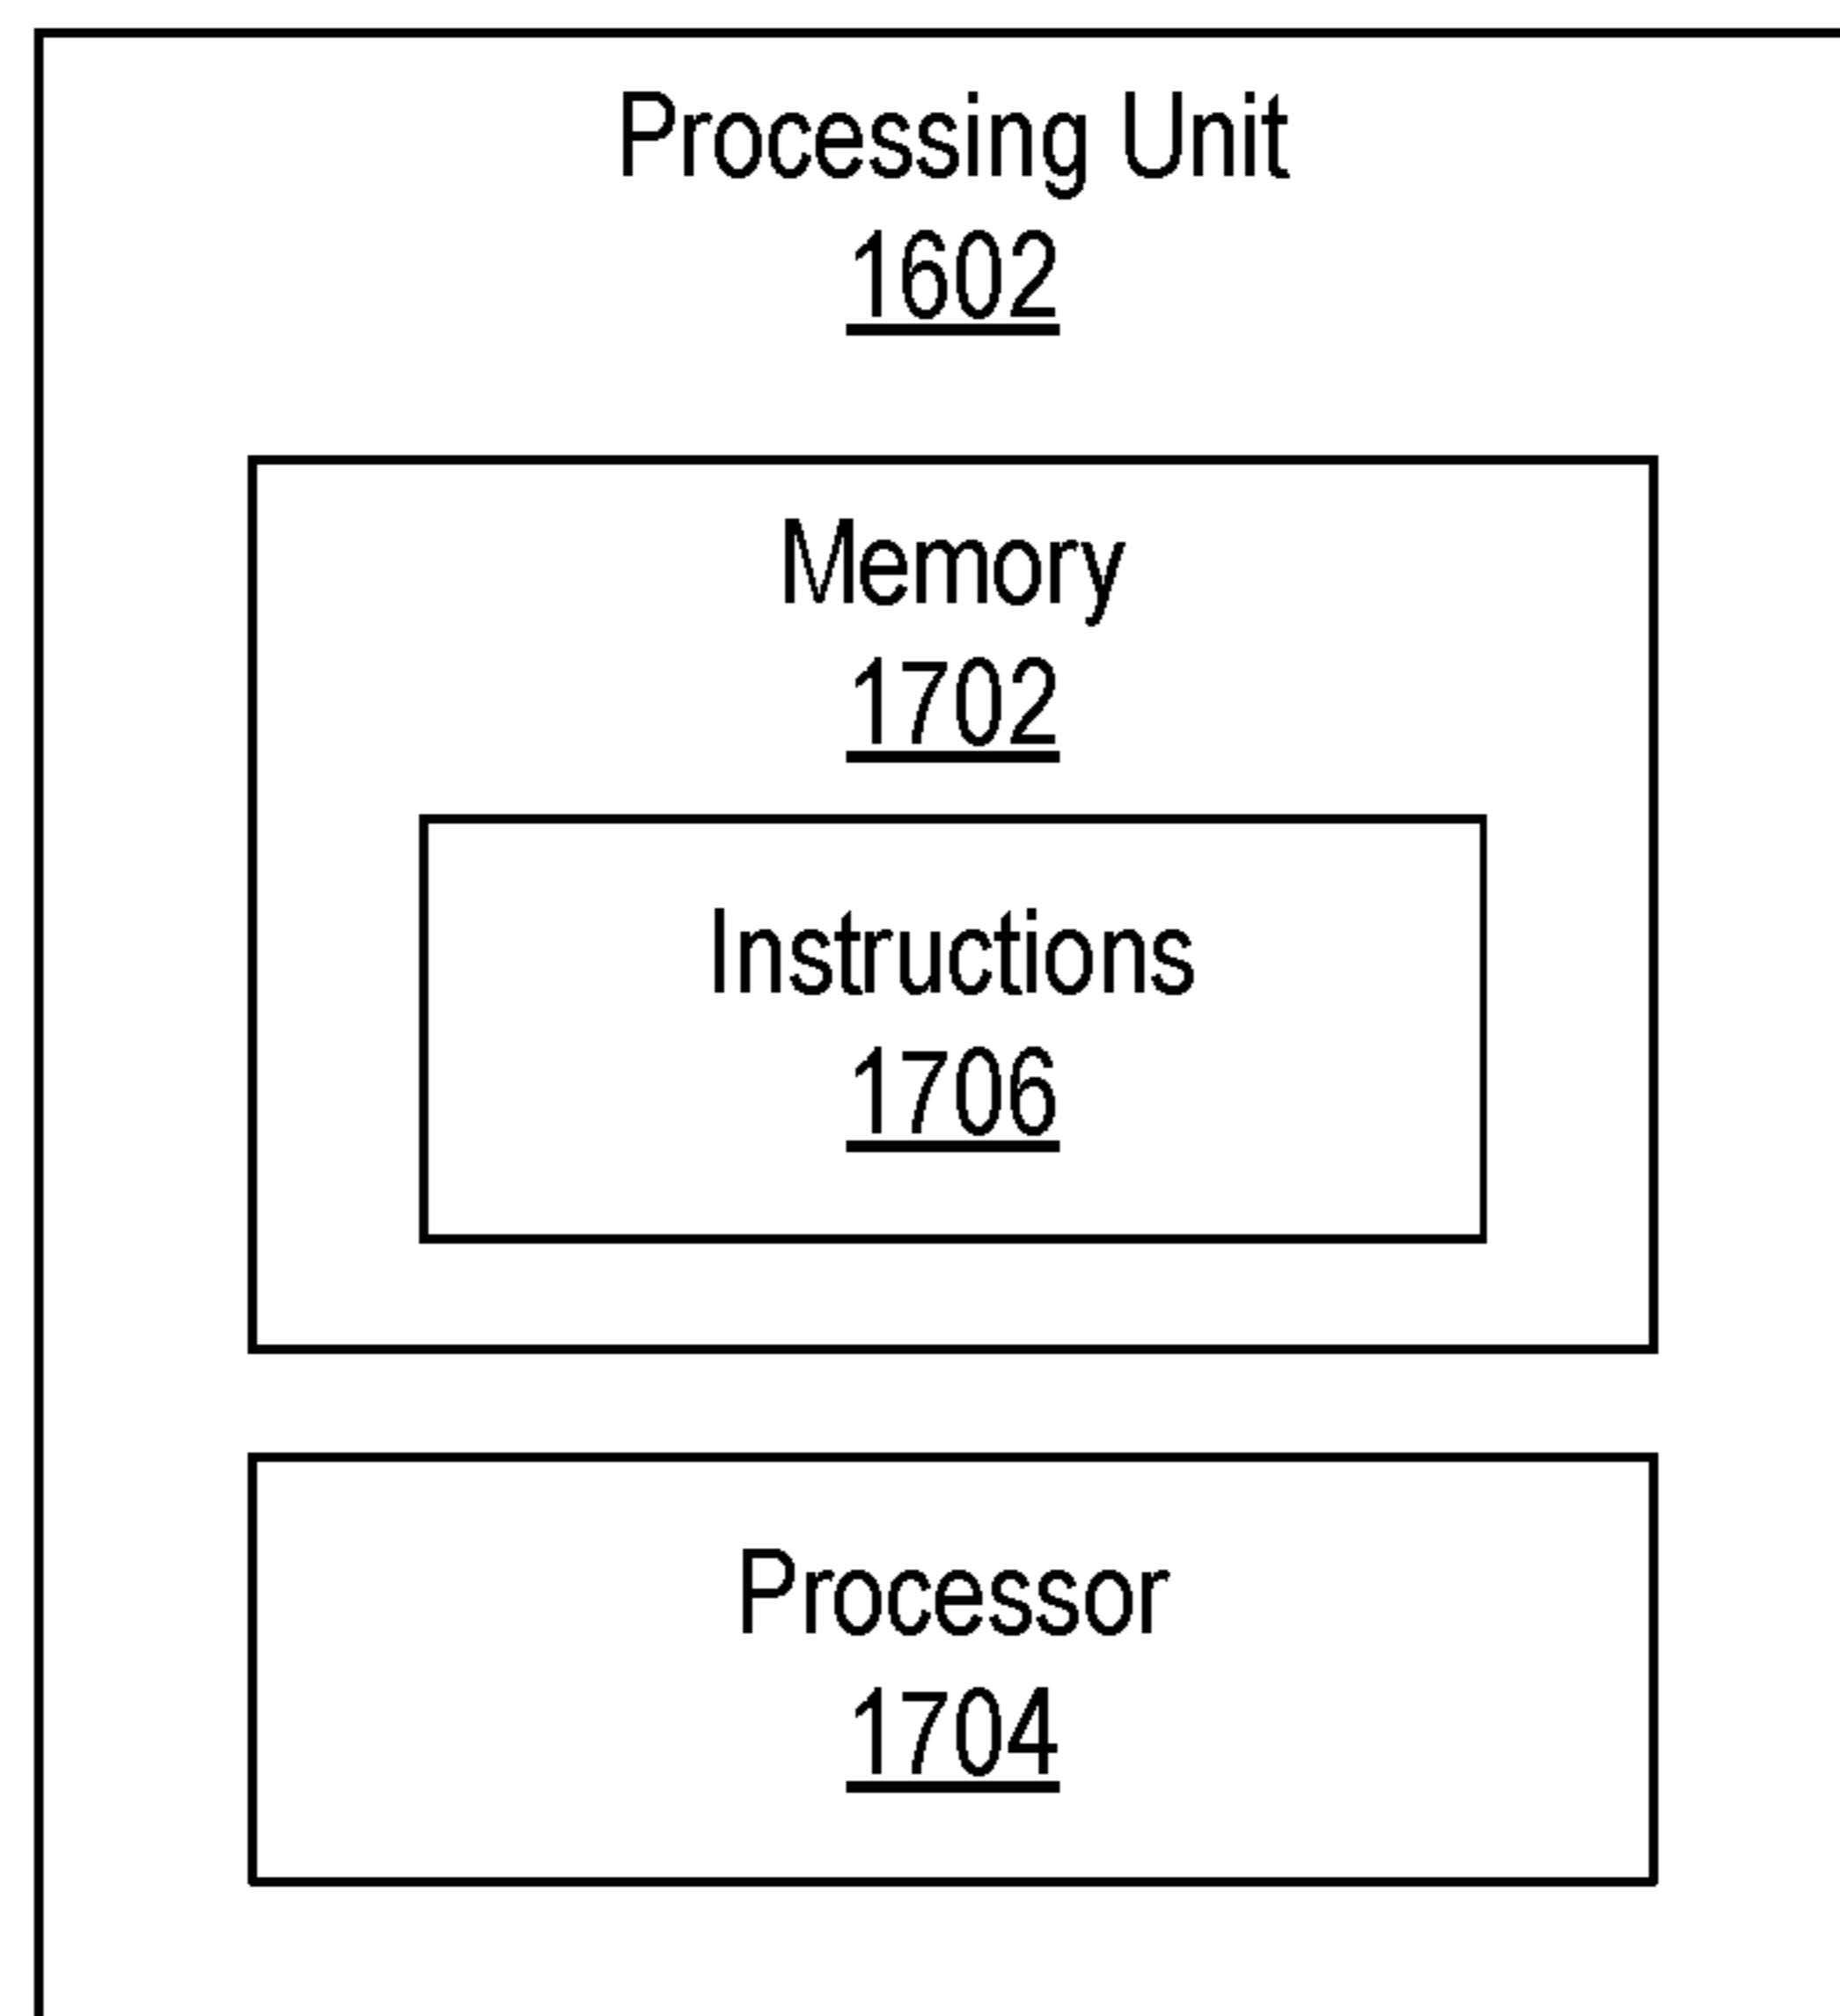 Processing Unit
1602
Memory
1702
Instructions
1706
Processor
1704